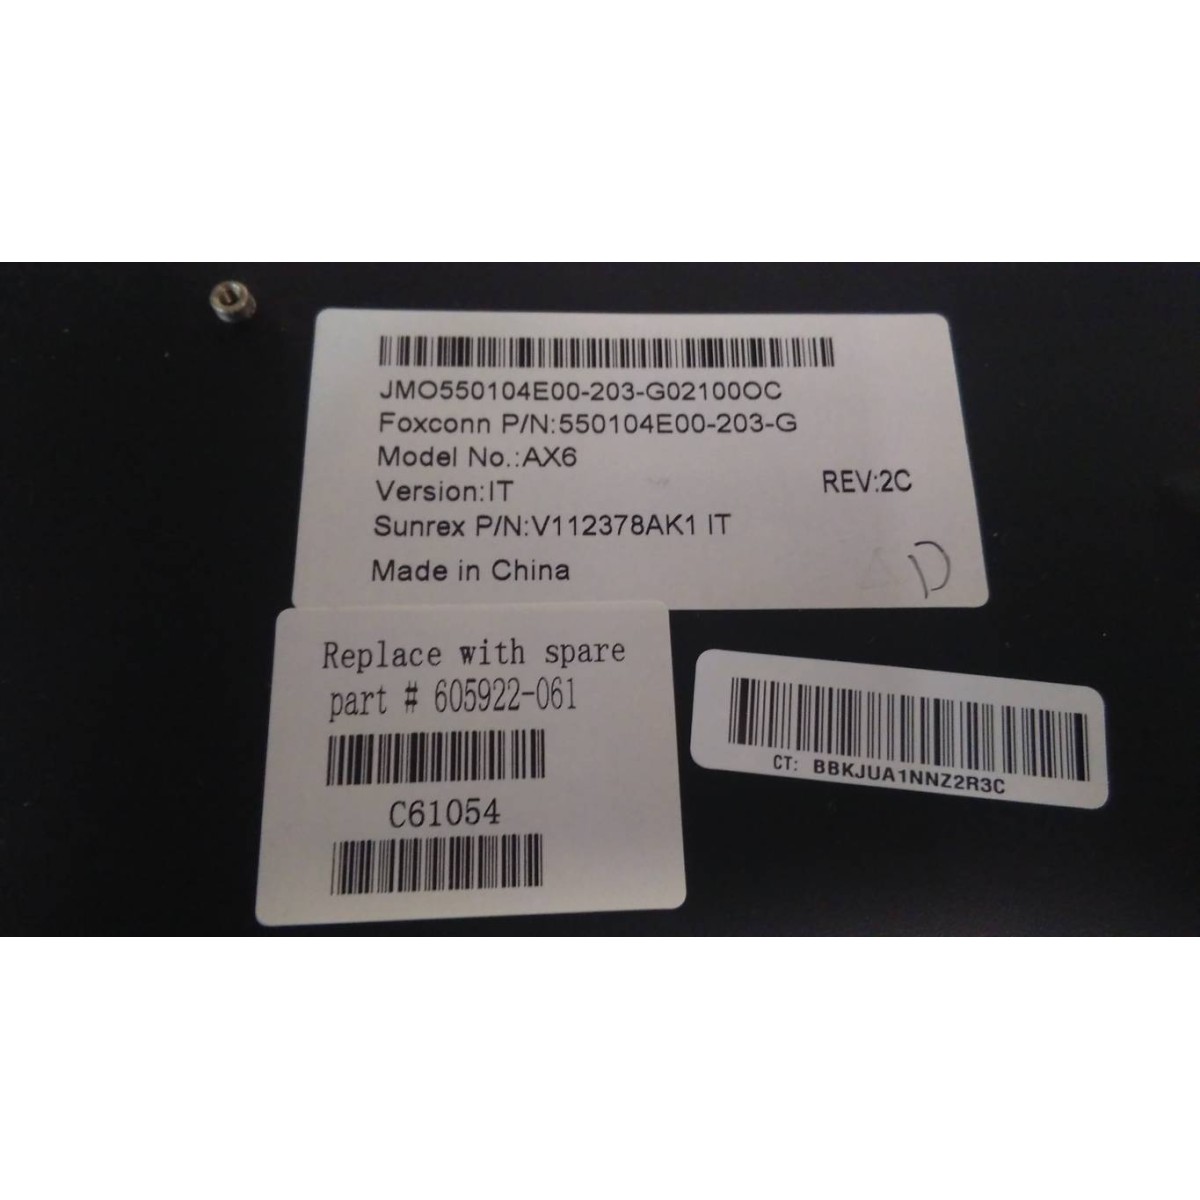 JMO550104E00-203-G02100OC
Foxconn P/N:550104E00-203-G
Model No.:AX6
Version:IT
REV:2C
Sunrex P/N:V112378AK1 IT
Made in China
D
Replace with spare
part # 605922-061
C61054
CT: BBKJUA1NNZ2R3C